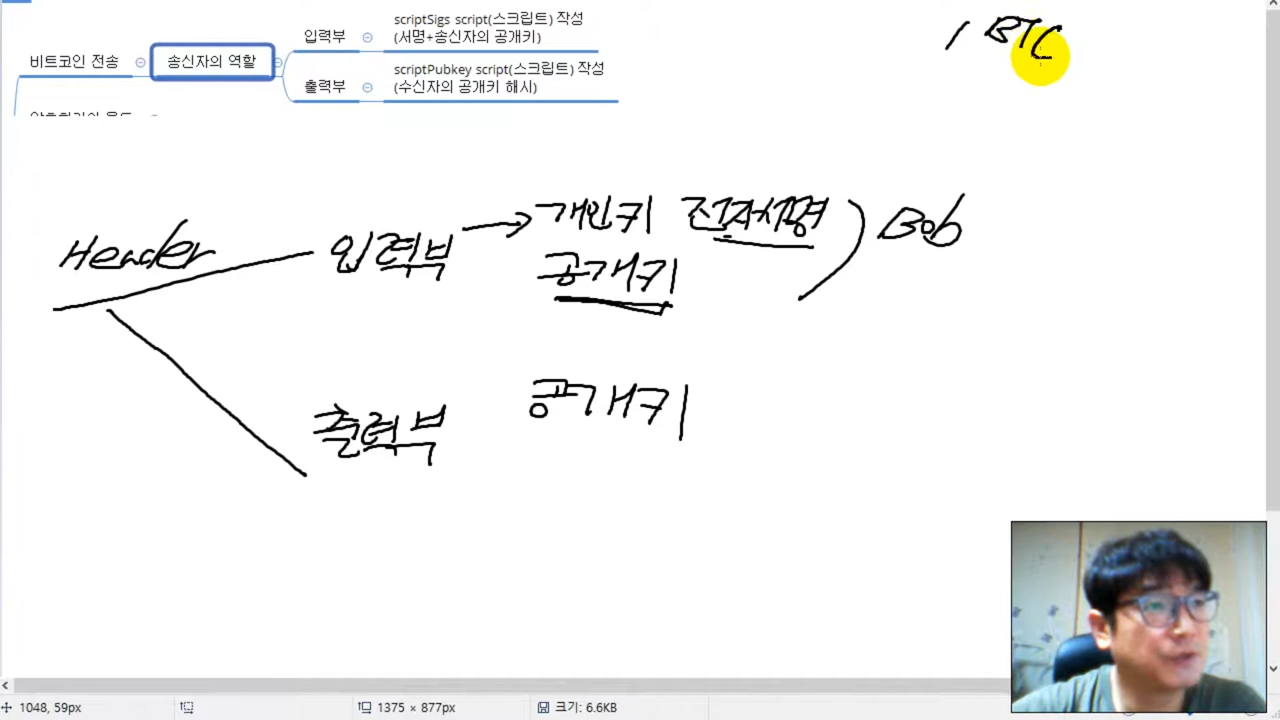 scriptSigs script(스크립트) 작성
입력부
(서명+송신자의 공개키)
비트코인 전송
송신자의 역할
scriptPubkey script(스크립트) 작성
출력부
(수신자의 공개키 해시)
1 BTC
Header
입력부
개인키 전자서명
공개키
Bob
출력부
공개키
1048, 59px
1375 × 877px
크기: 6.6KB